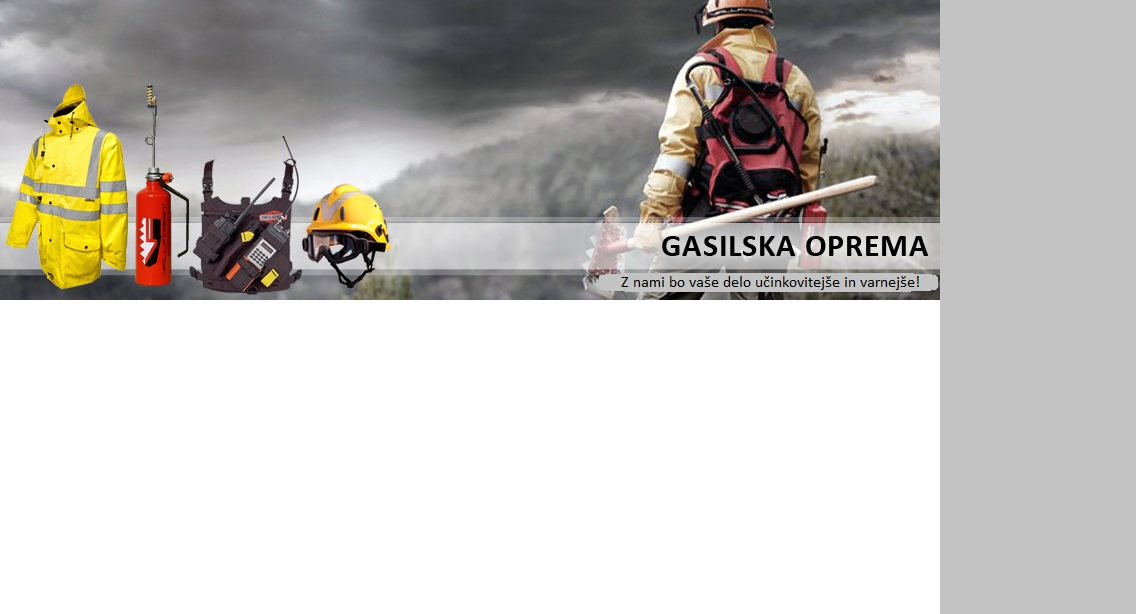 GASILSKA OPREMA
Z nami bo vaše delo učinkovitejše in varnejše!